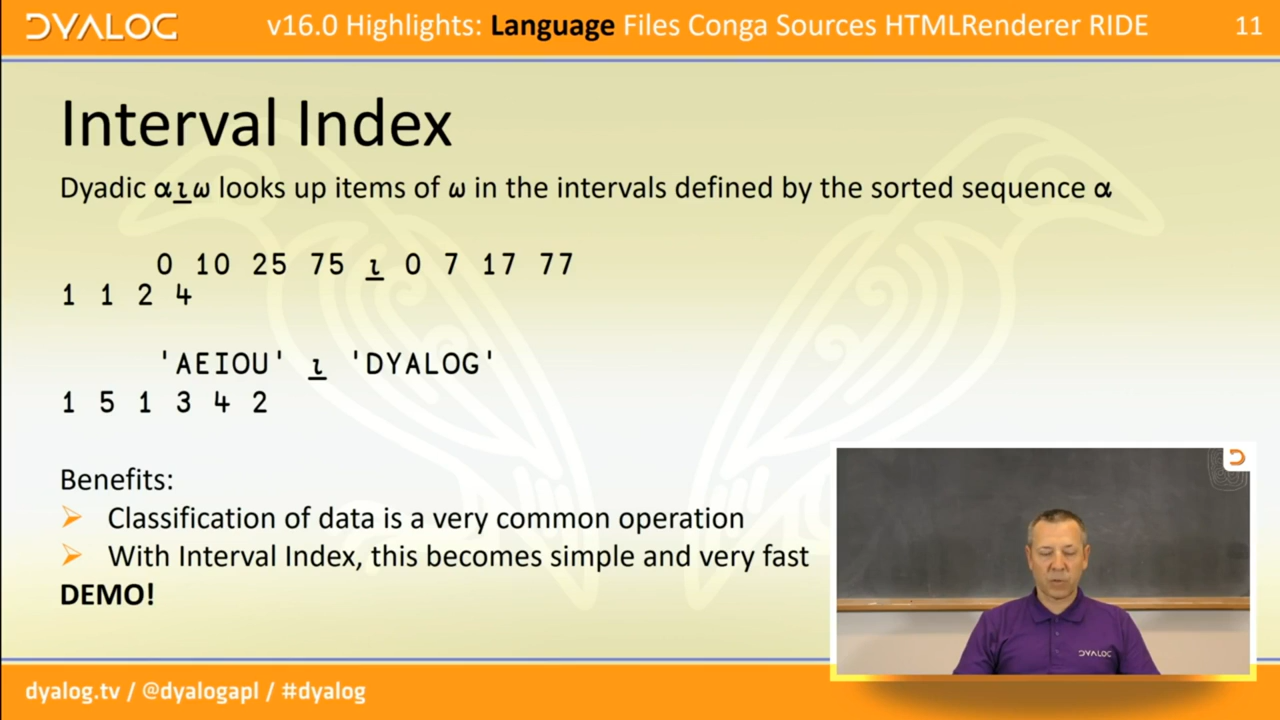 DYALOG
v16.0 Highlights: Language Files Conga Sources HTMLRenderer RIDE
11
Interval Index
Dyadic ⍺⍸⍵ looks up items of ⍵ in the intervals defined by the sorted sequence ⍺
0 10 25 75 ⍸ 0 7 17 77
1 1 2 4
'AEIOU' ⍸ 'DYALOG'
1 5 1 3 4 2
Benefits:
➢ Classification of data is a very common operation
➢ With Interval Index, this becomes simple and very fast
DEMO!
DYALOG
dyalog.tv / @dyalogapl / #dyalog